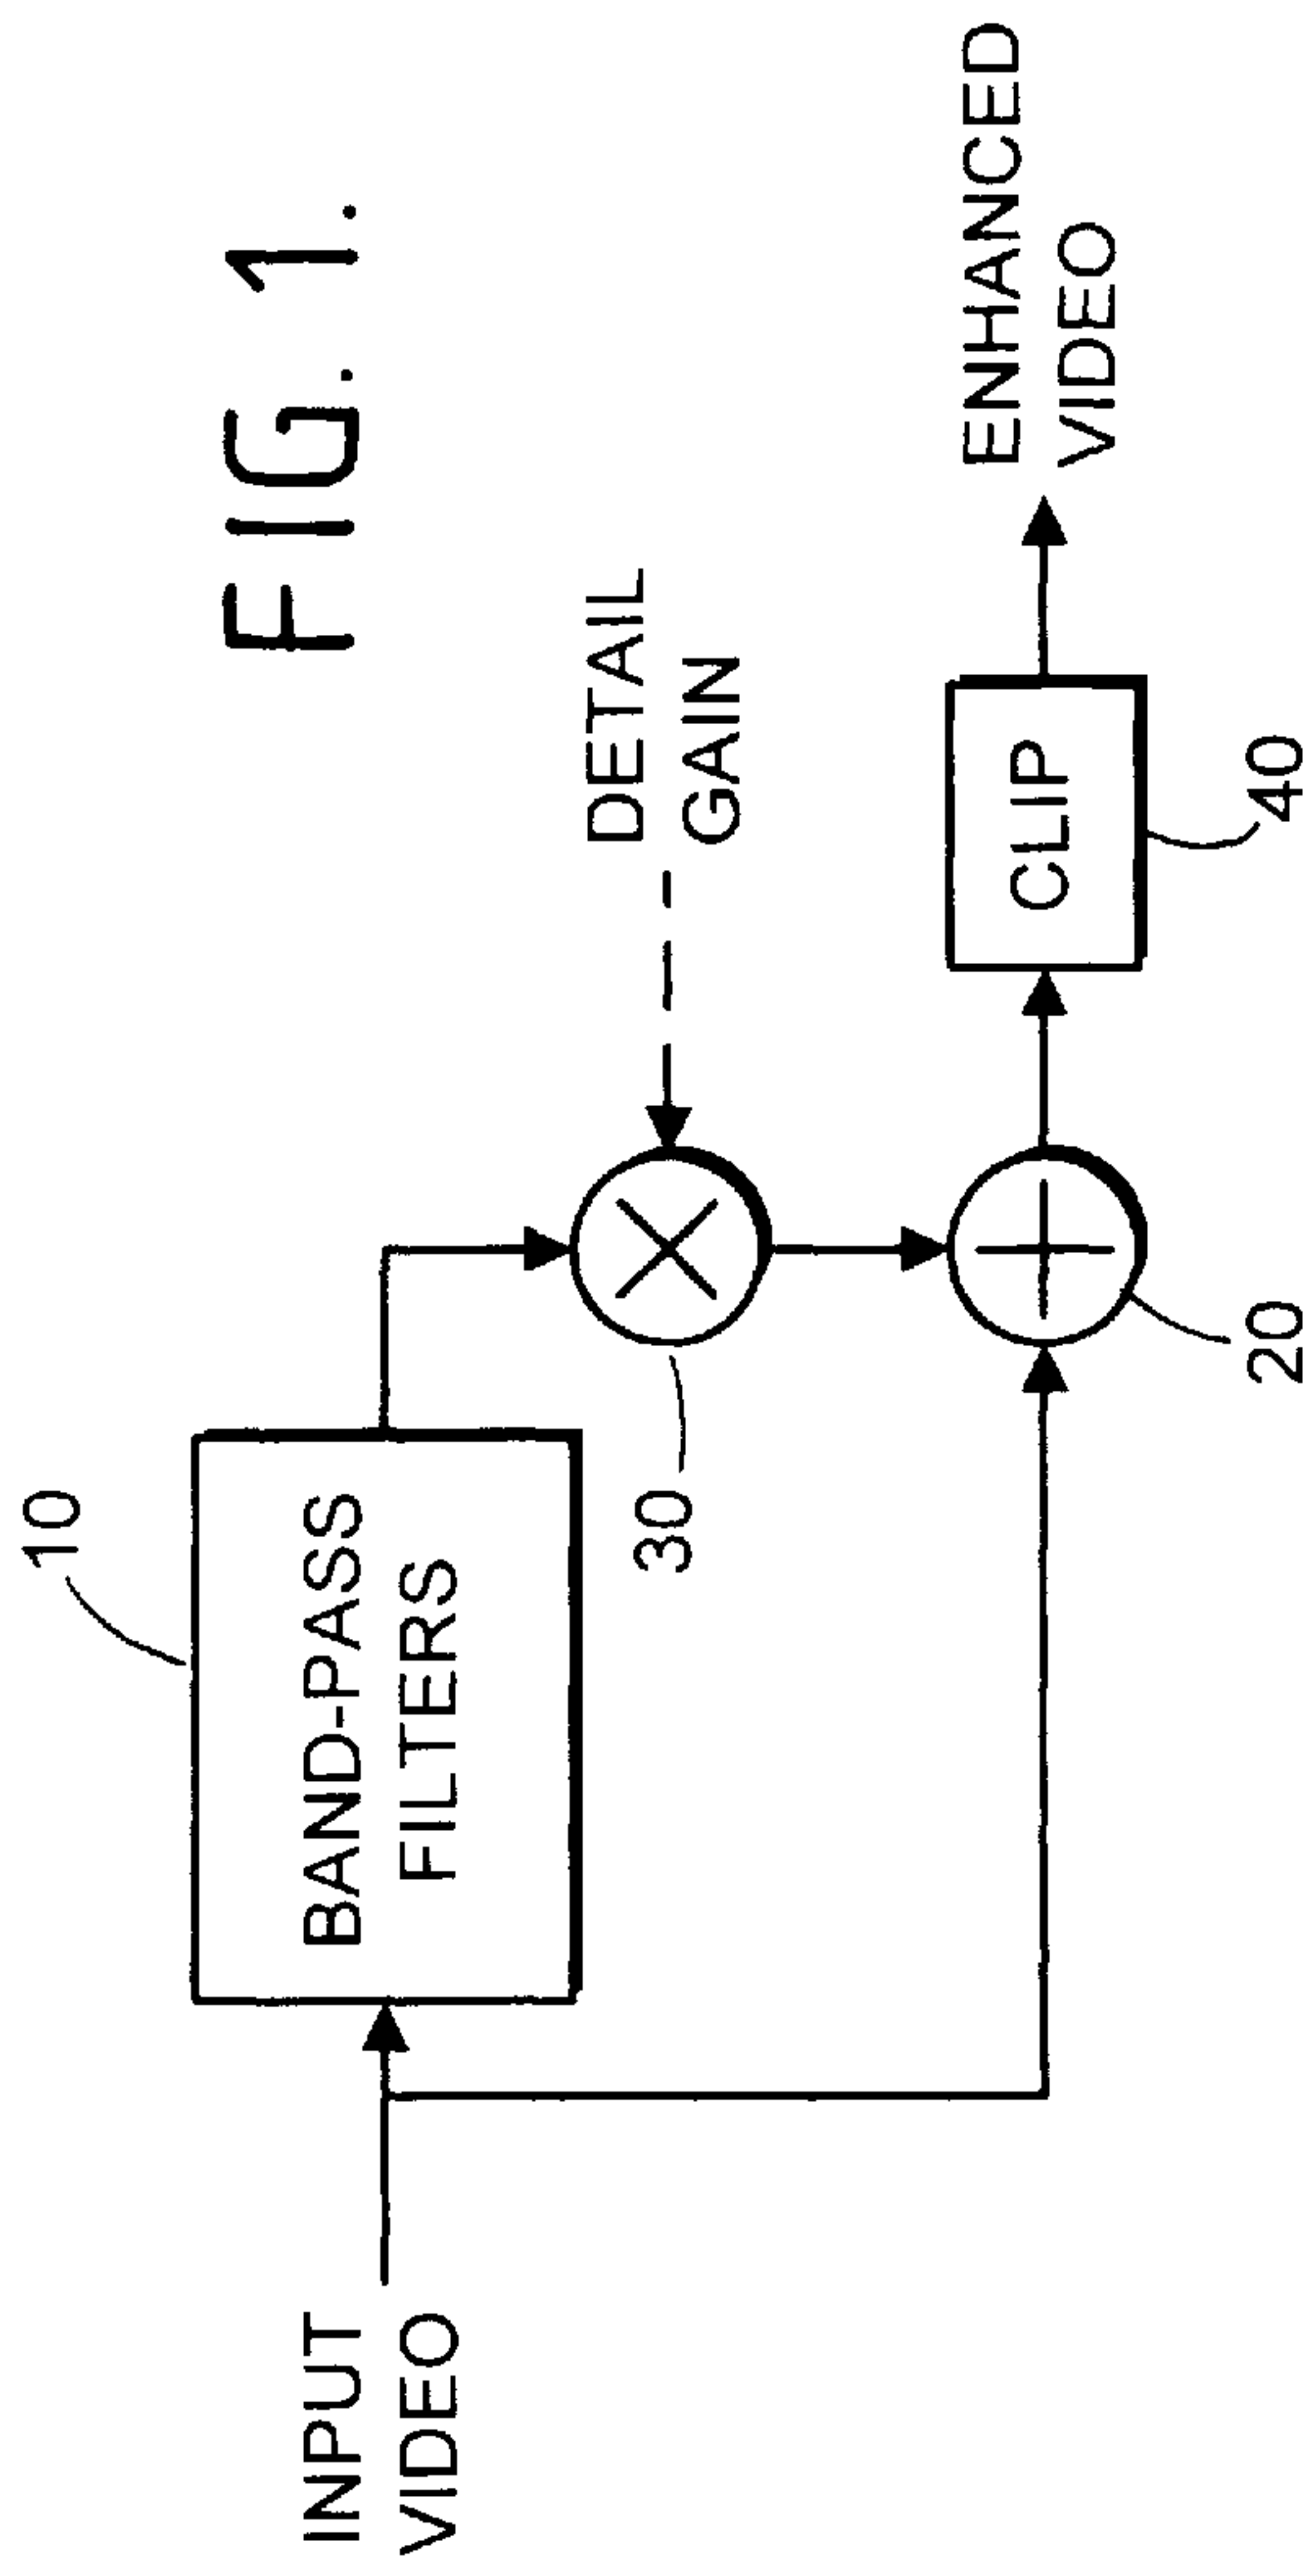 FIG. 1.
10
BAND-PASS
FILTERS
INPUT
VIDEO
30
DETAIL
GAIN
20
CLIP
40
ENHANCED
VIDEO